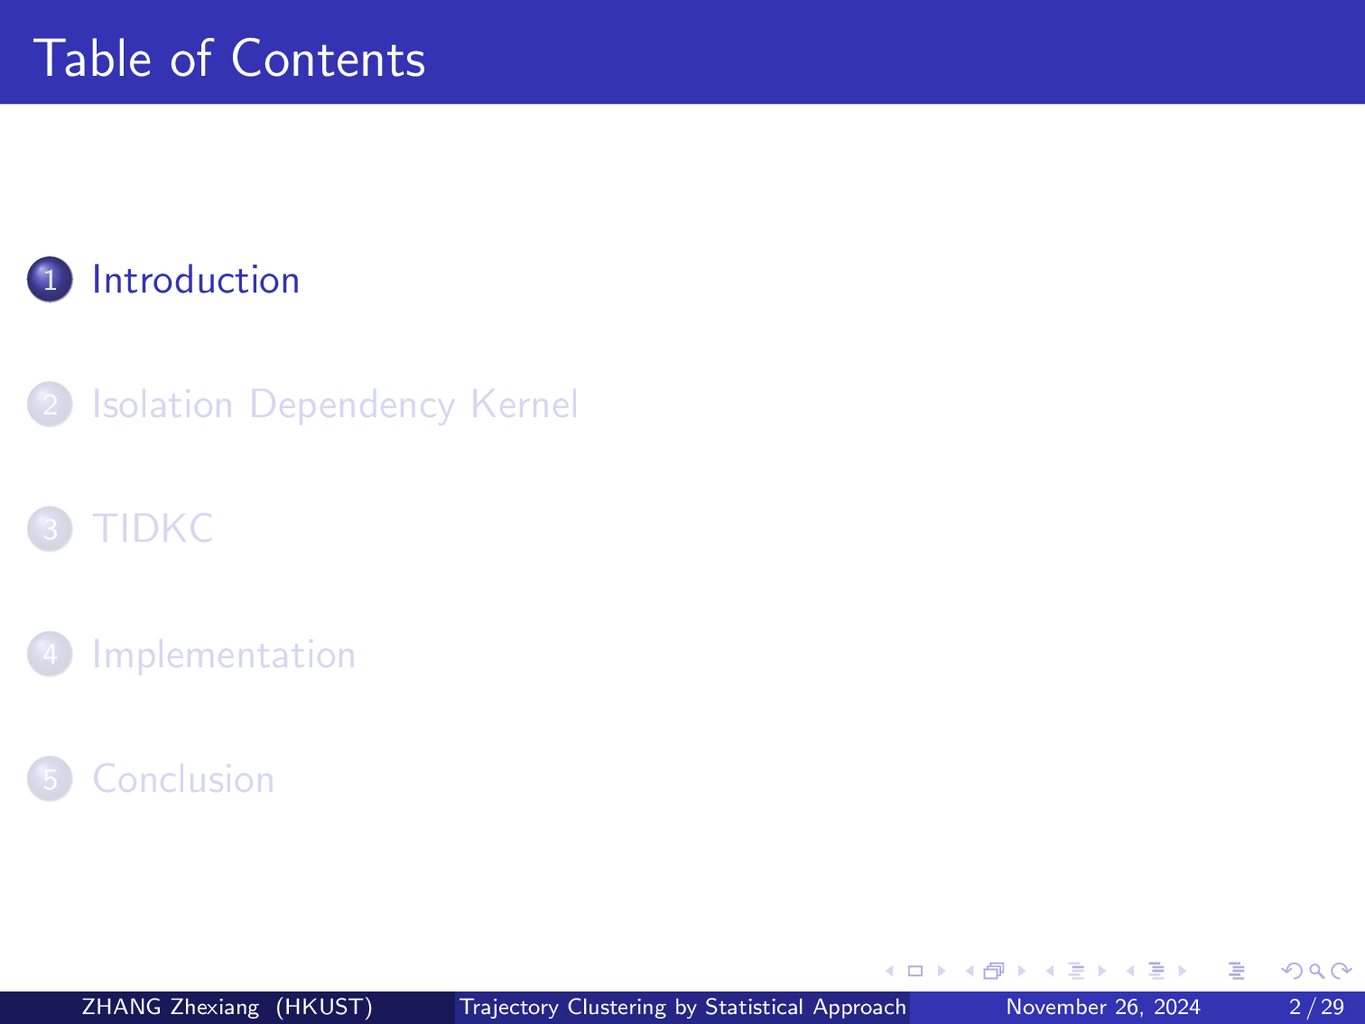 Table of Contents
1 Introduction
2 Isolation Dependency Kernel
3 TIDKC
4 Implementation
5 Conclusion
ZHANG Zhexiang (HKUST) Trajectory Clustering by Statistical Approach November 26, 2024 2 / 29